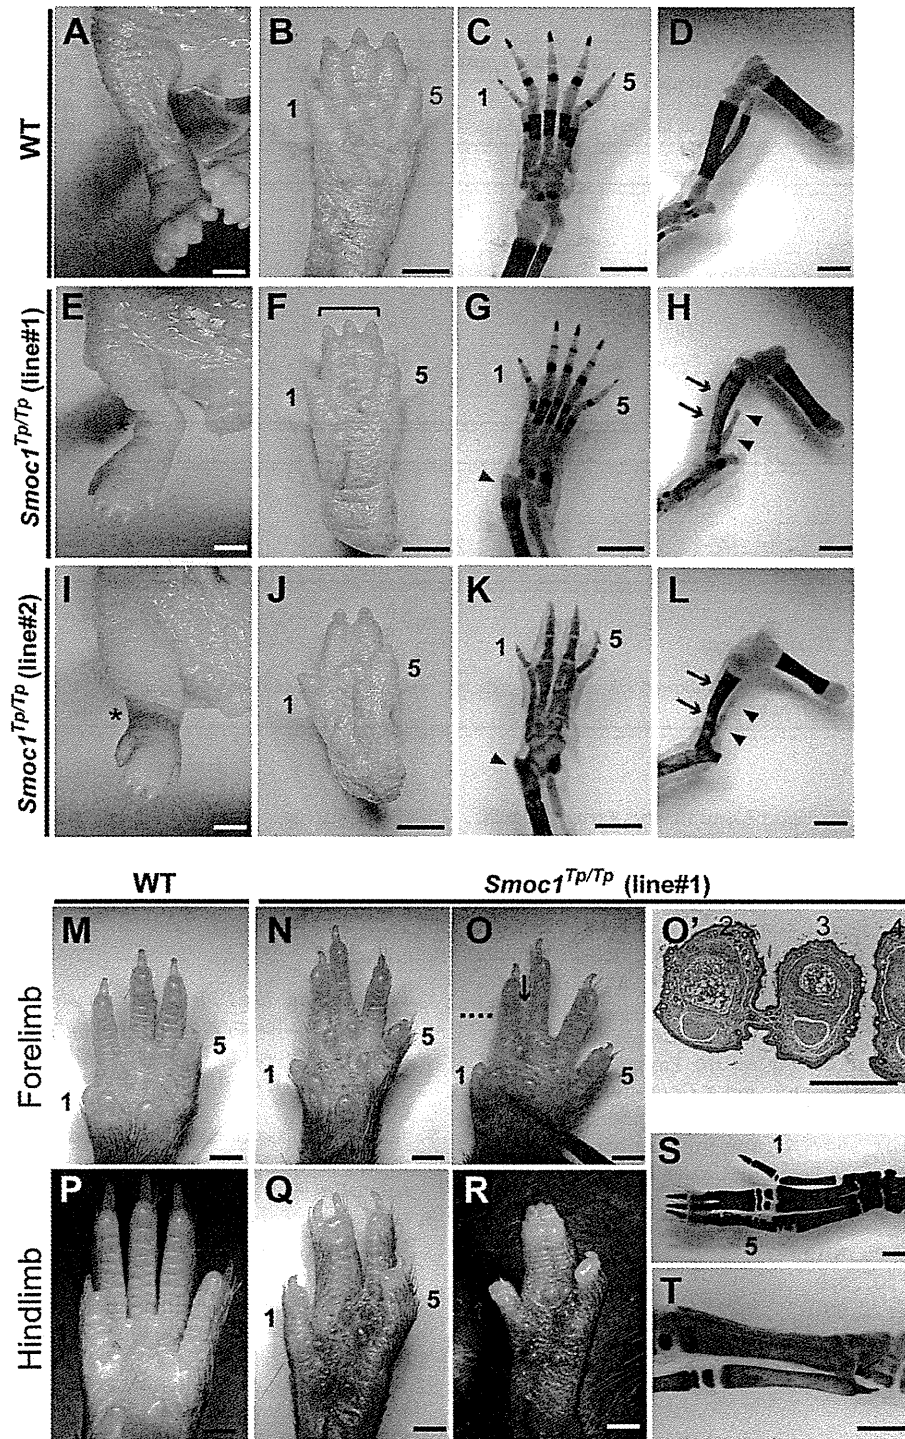 A B C D
WT
1 5 1 5
Smoc1Tp/Tp (line#1)
E F G H
1 5 1 5
Smoc1Tp/Tp (line#2)
I J K L
* 1 5 1 5
WT Smoc1Tp/Tp (line#1)
Forelimb
M N O O'
2 3 4
1 5 1 5 1 5
Hindlimb
P Q R S
1 5 1 5
T